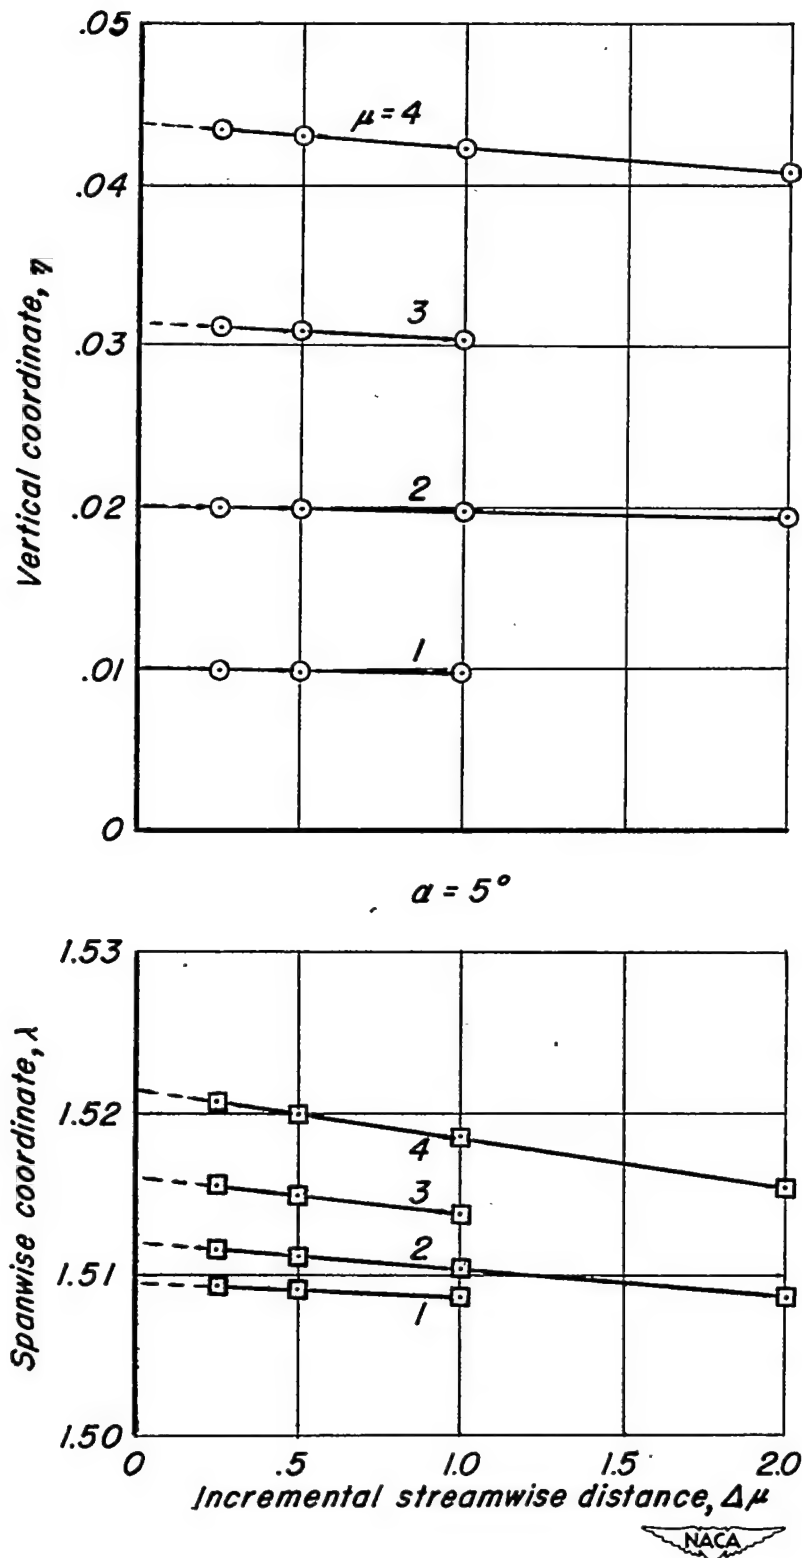 .05
μ=4
.04
3
.03
2
.02
1
.01
0
Vertical coordinate, η
α = 5°
1.53
1.52
4
3
2
1.51
1
1.50
Spanwise coordinate, λ
0 .5 1.0 1.5 2.0
Incremental streamwise distance, Δμ
NACA